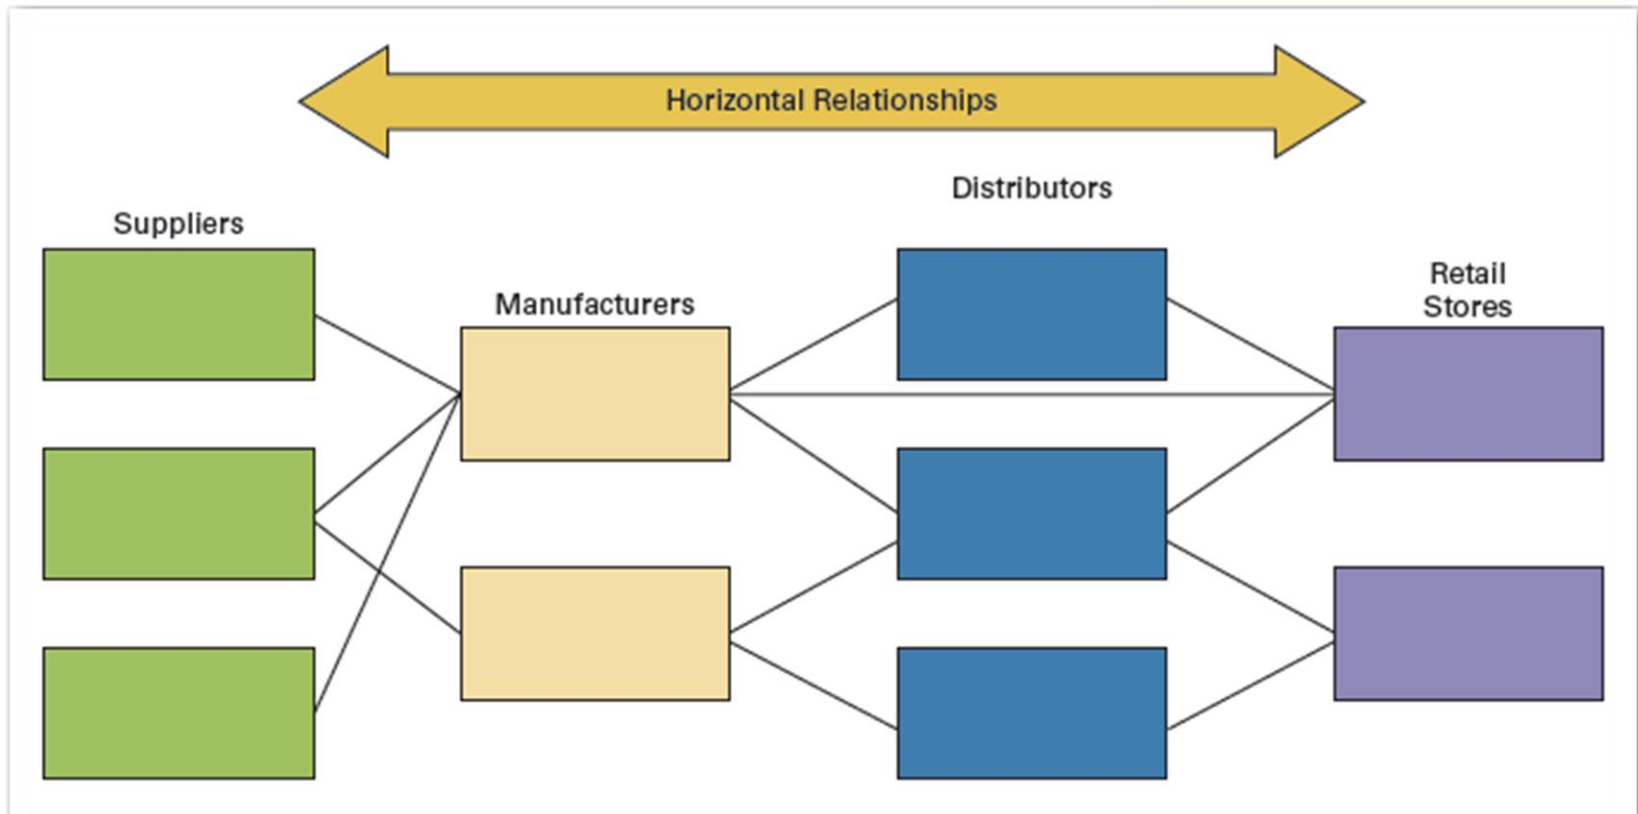 Horizontal Relationships
Distributors
Suppliers
Retail
Stores
Manufacturers